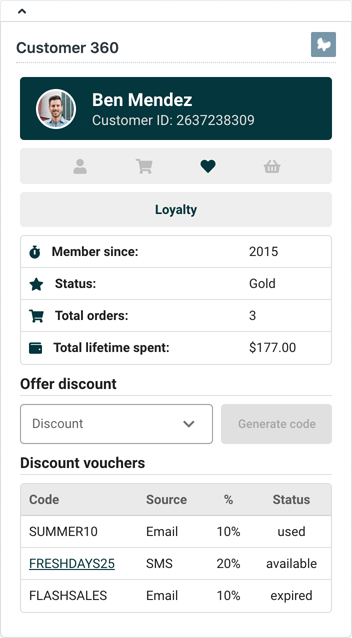 Customer 360
Ben Mendez
Customer ID: 2637238309
Loyalty
Member since: 2015
Status: Gold
Total orders: 3
Total lifetime spent: $177.00
Offer discount
Discount Generate code
Discount vouchers
Code Source % Status
SUMMER10 Email 10% used
FRESHDAYS25 SMS 20% available
FLASHSALES Email 10% expired